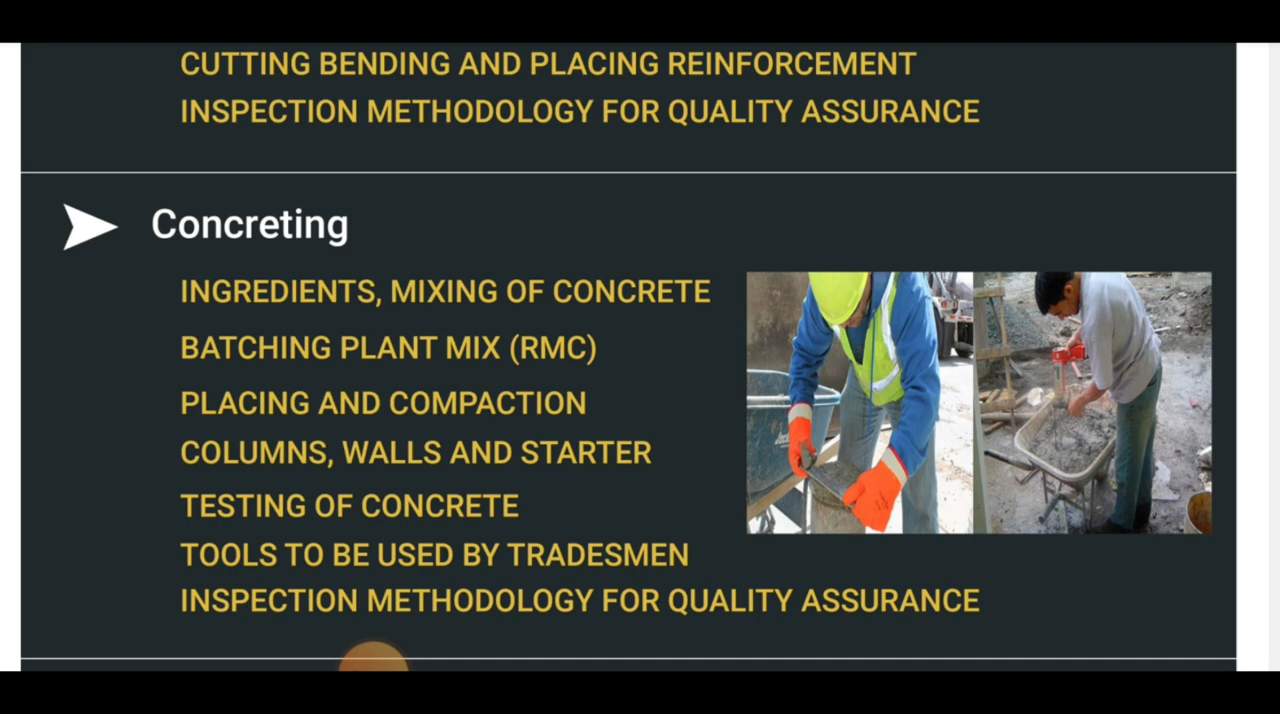 CUTTING BENDING AND PLACING REINFORCEMENT
INSPECTION METHODOLOGY FOR QUALITY ASSURANCE
Concreting
INGREDIENTS, MIXING OF CONCRETE
BATCHING PLANT MIX (RMC)
PLACING AND COMPACTION
COLUMNS, WALLS AND STARTER
TESTING OF CONCRETE
TOOLS TO BE USED BY TRADESMEN
INSPECTION METHODOLOGY FOR QUALITY ASSURANCE